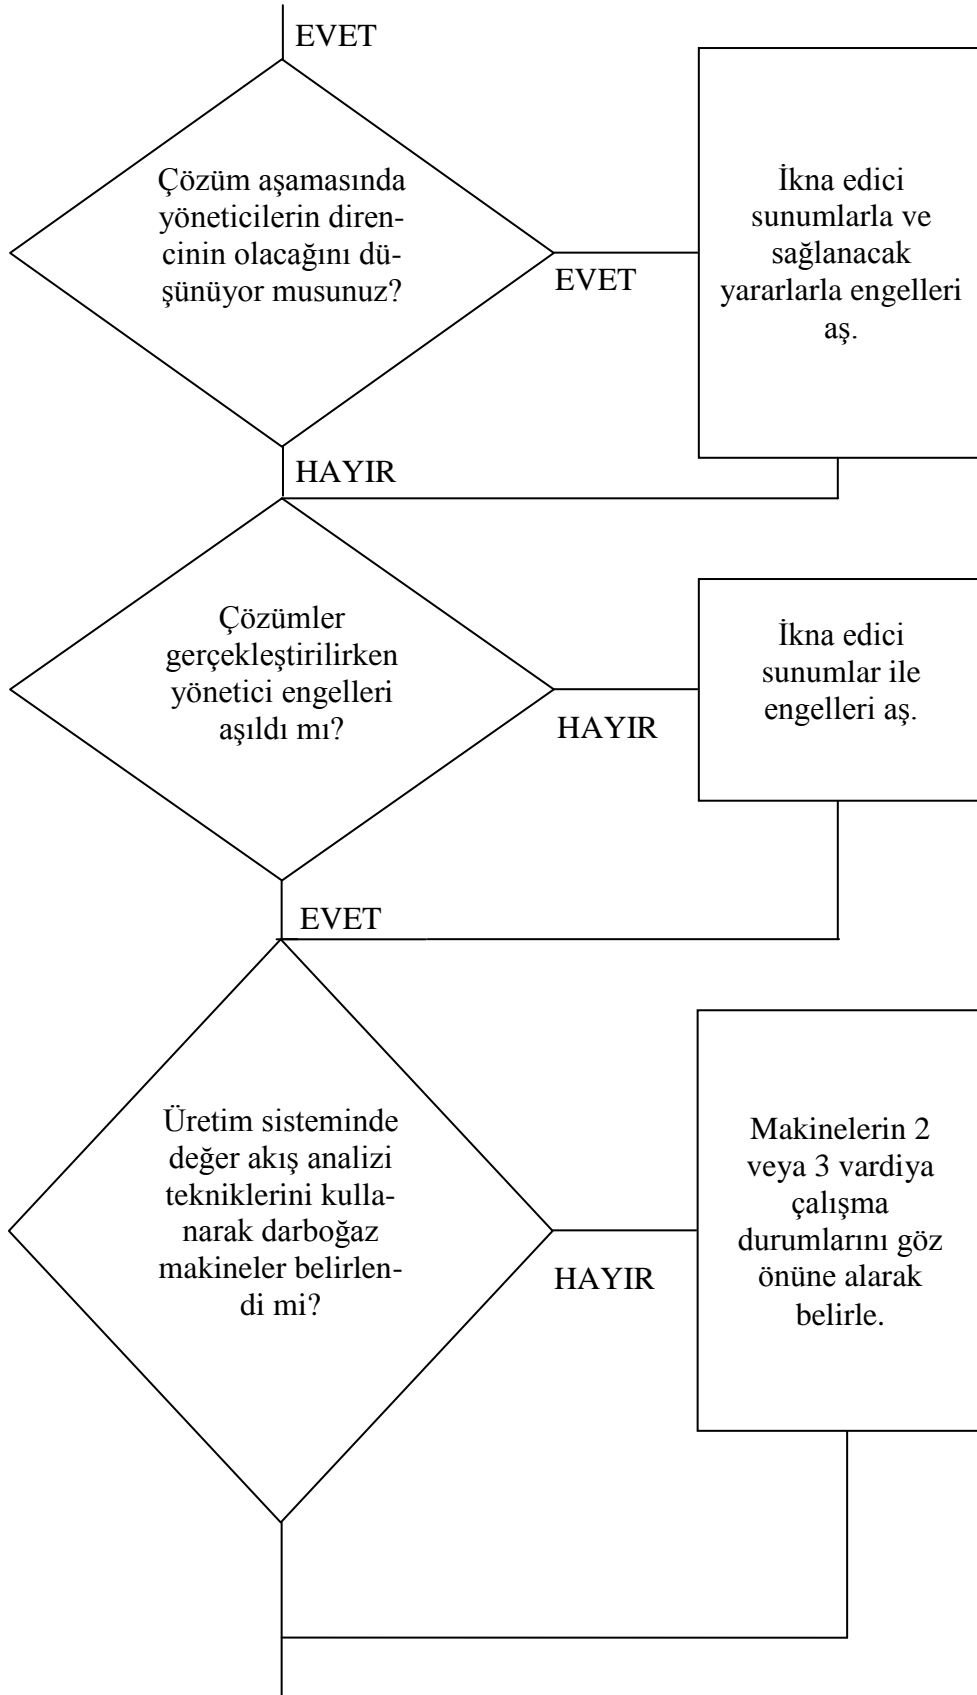 EVET
Çözüm aşamasında
yöneticilerin diren-
cinin olacağını dü-
şünüyor musunuz?
EVET
İkna edici
sunumlarla ve
sağlanacak
yararlarla engelleri
aş.
HAYIR
Çözümler
gerçekleştirilirken
yönetici engelleri
aşıldı mı?
HAYIR
İkna edici
sunumlar ile
engelleri aş.
EVET
Üretim sisteminde
değer akış analizi
tekniklerini kulla-
narak darboğaz
makineler belirlen-
di mi?
HAYIR
Makinelerin 2
veya 3 vardiya
çalışma
durumlarını göz
önüne alarak
belirle.